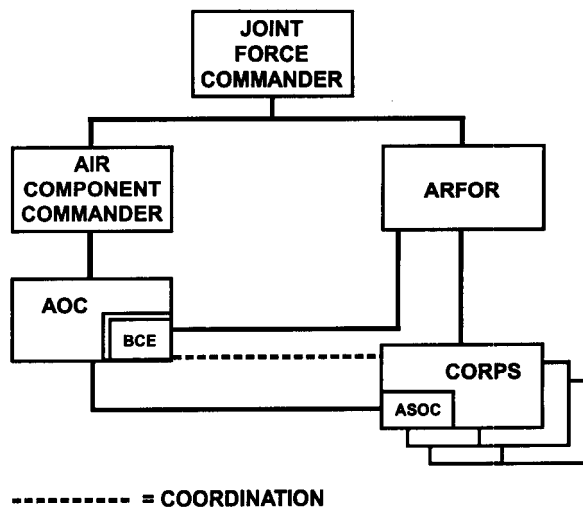 JOINT
FORCE
COMMANDER
AIR
COMPONENT
COMMANDER
ARFOR
AOC
BCE
CORPS
ASOC
= COORDINATION